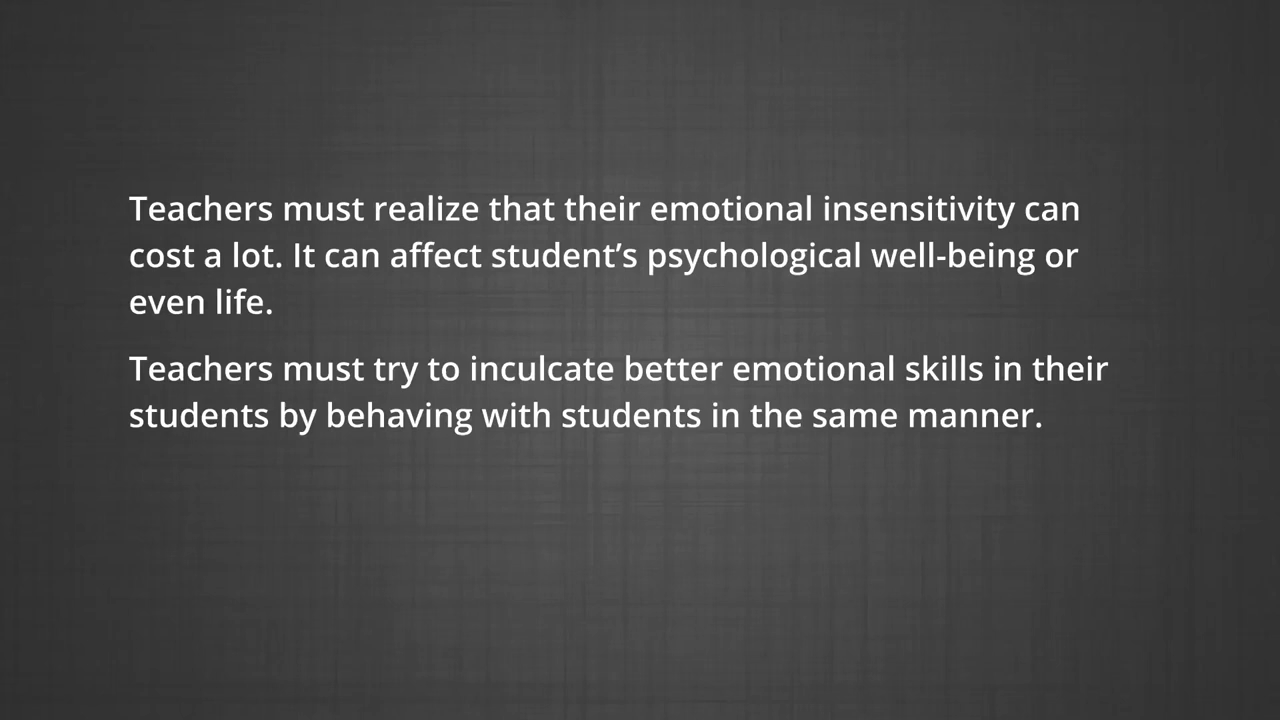 Teachers must realize that their emotional insensitivity can
cost a lot. It can affect student’s psychological well-being or
even life.
Teachers must try to inculcate better emotional skills in their
students by behaving with students in the same manner.